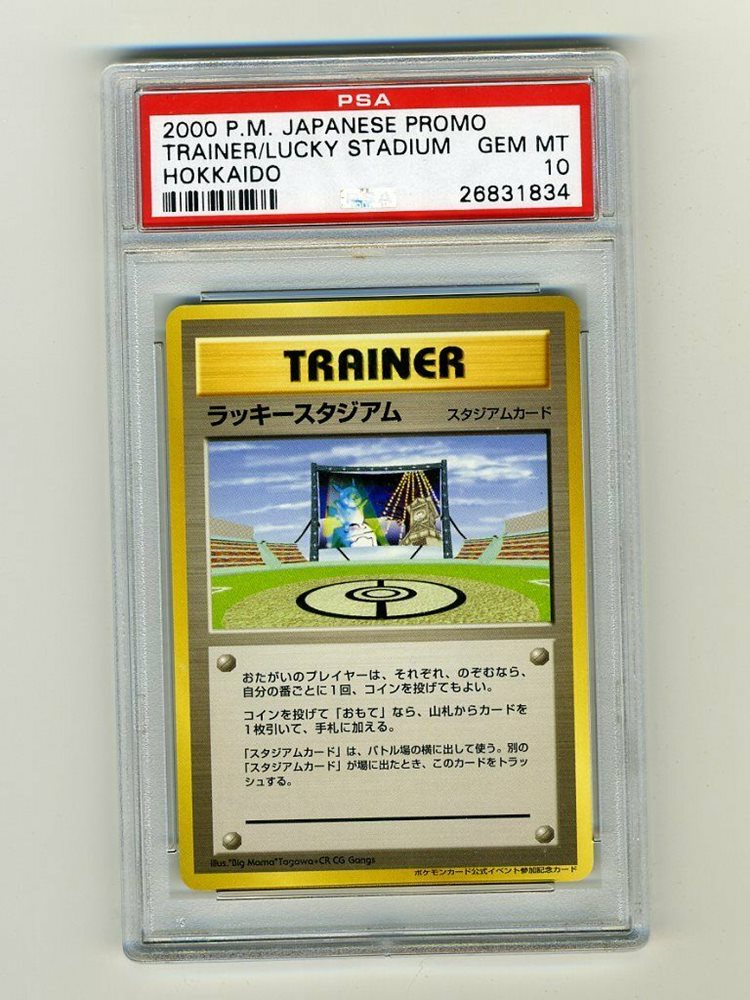 PSA
2000 P.M. JAPANESE PROMO
TRAINER/LUCKY STADIUM GEM MT
HOKKAIDO 10
26831834
TRAINER
ラッキースタジアム スタジアムカード
おたがいのプレイヤーは、それぞれ、のぞむなら、
自分の番ごとに1回、コインを投げてもよい。
コインを投げて「おもて」なら、山札からカードを
1枚引いて、手札に加える。
「スタジアムカード」は、バトル場の横に出して使う。別の
「スタジアムカード」が場に出たとき、このカードをトラッ
シュする。
illus."Big Mama"Tagawa+CR CG Gangs
ポケモンカード公式イベント参加記念カード